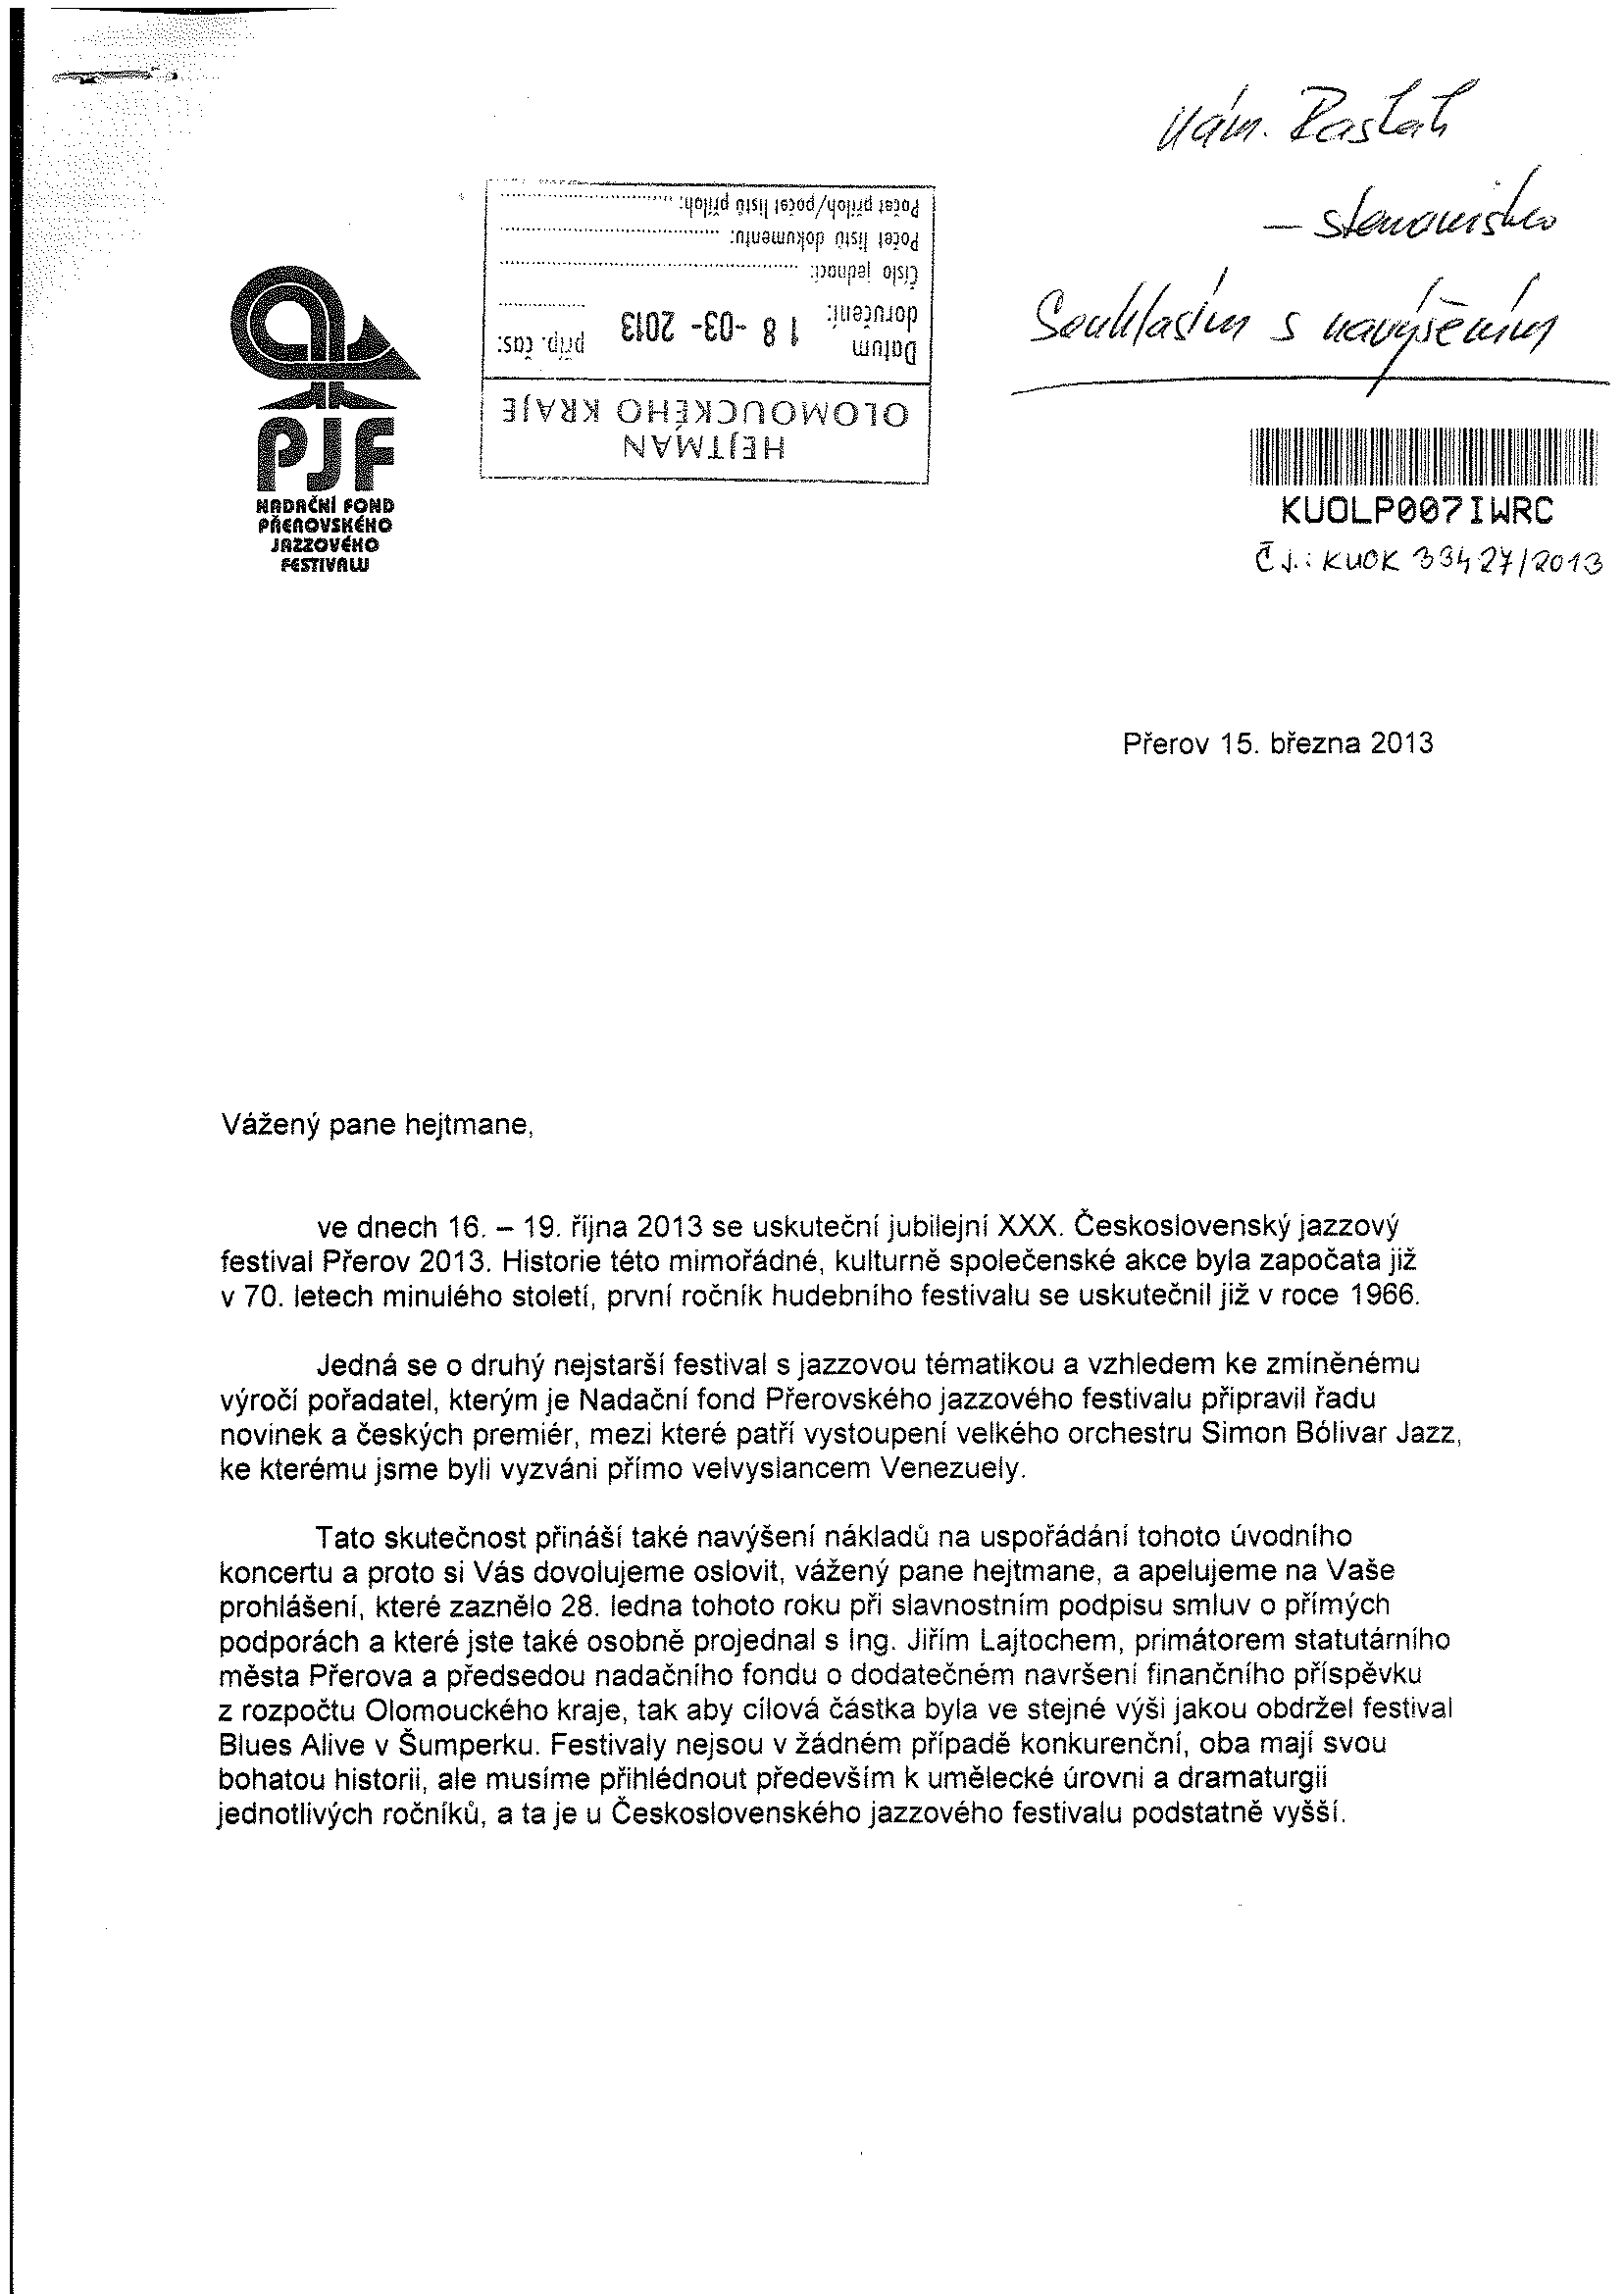 Nám. Rašťák
– stanovisko
Souhlasím s navýšením
HEJTMAN
OLOMOUCKÉHO KRAJE
Datum doručení: 18 -03- 2013 příp. čas:
Číslo jednací:
Počet listů dokumentu:
Počet příloh/počet listů příloh:
PJF
NADAČNÍ FOND
PŘEROVSKÉHO
JAZZOVÉHO
FESTIVALU
KUOLP007IWRC
Č.j.: KUOK 33427/2013
Přerov 15. března 2013
Vážený pane hejtmane,
ve dnech 16. – 19. října 2013 se uskuteční jubilejní XXX. Československý jazzový
festival Přerov 2013. Historie této mimořádné, kulturně společenské akce byla započata již
v 70. letech minulého století, první ročník hudebního festivalu se uskutečnil již v roce 1966.
Jedná se o druhý nejstarší festival s jazzovou tématikou a vzhledem ke zmíněnému
výročí pořadatel, kterým je Nadační fond Přerovského jazzového festivalu připravil řadu
novinek a českých premiér, mezi které patří vystoupení velkého orchestru Simon Bólivar Jazz,
ke kterému jsme byli vyzváni přímo velvyslancem Venezuely.
Tato skutečnost přináší také navýšení nákladů na uspořádání tohoto úvodního
koncertu a proto si Vás dovolujeme oslovit, vážený pane hejtmane, a apelujeme na Vaše
prohlášení, které zaznělo 28. ledna tohoto roku při slavnostním podpisu smluv o přímých
podporách a které jste také osobně projednal s Ing. Jiřím Lajtochem, primátorem statutárního
města Přerova a předsedou nadačního fondu o dodatečném navršení finančního příspěvku
z rozpočtu Olomouckého kraje, tak aby cílová částka byla ve stejné výši jakou obdržel festival
Blues Alive v Šumperku. Festivaly nejsou v žádném případě konkurenční, oba mají svou
bohatou historii, ale musíme přihlédnout především k umělecké úrovni a dramaturgii
jednotlivých ročníků, a ta je u Československého jazzového festivalu podstatně vyšší.